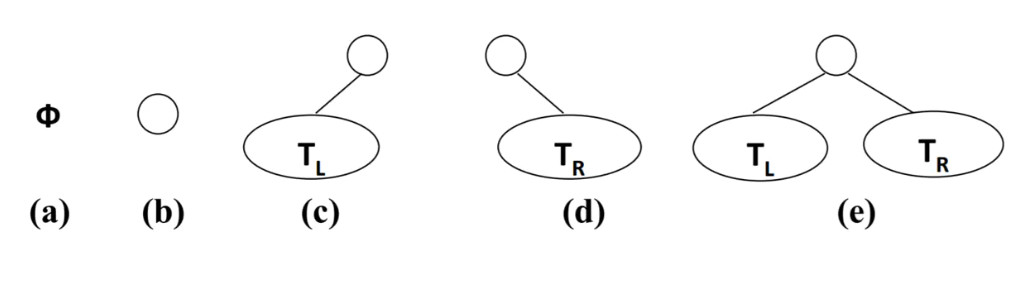 Φ
T_L
T_R
T_L
T_R
(a) (b) (c) (d) (e)